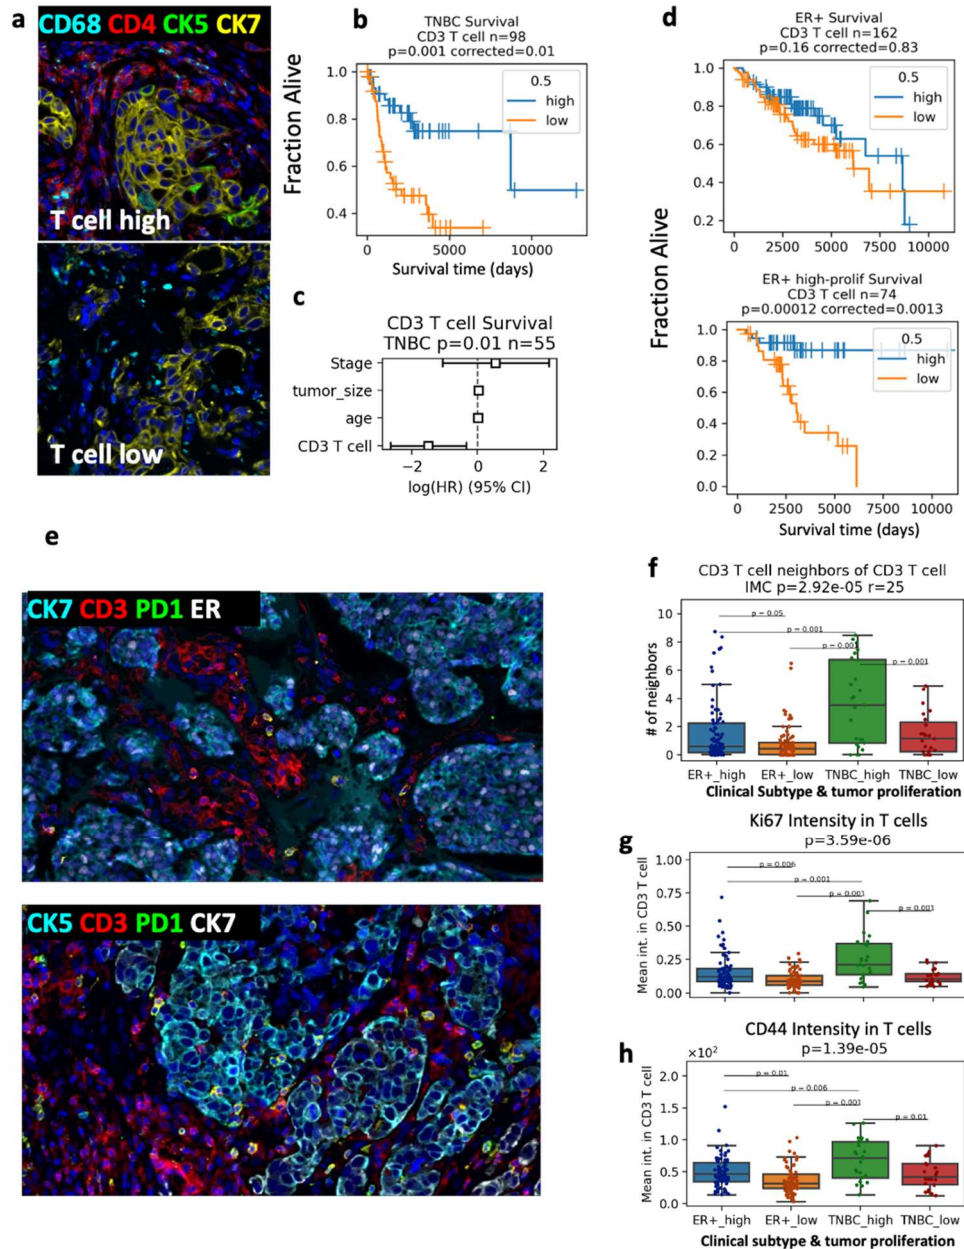 a
CD68 CD4 CK5 CK7
T cell high
T cell low
b
TNBC Survival
CD3 T cell n=98
p=0.001 corrected=0.01
Fraction Alive
1.0
0.8
0.6
0.4
0.5
high
low
0
5000
10000
Survival time (days)
c
CD3 T cell Survival
TNBC p=0.01 n=55
Stage
tumor_size
age
CD3 T cell
−2
0
2
log(HR) (95% CI)
d
ER+ Survival
CD3 T cell n=162
p=0.16 corrected=0.83
Fraction Alive
1.0
0.8
0.6
0.4
0.2
0.5
high
low
0
2500
5000
7500
10000
ER+ high-prolif Survival
CD3 T cell n=74
p=0.00012 corrected=0.0013
1.0
0.8
0.6
0.4
0.2
0.0
0.5
high
low
0
2500
5000
7500
10000
Survival time (days)
e
CK7 CD3 PD1 ER
CK5 CD3 PD1 CK7
f
CD3 T cell neighbors of CD3 T cell
IMC p=2.92e-05 r=25
# of neighbors
10
8
6
4
2
0
p = 0.05
p = 0.001
p = 0.001
p = 0.001
ER+_high
ER+_low
TNBC_high
TNBC_low
Clinical Subtype & tumor proliferation
g
Ki67 Intensity in T cells
p=3.59e-06
Mean int. in CD3 T cell
1.00
0.75
0.50
0.25
0.00
p = 0.006
p = 0.001
p = 0.001
p = 0.001
h
CD44 Intensity in T cells
p=1.39e-05
×10²
Mean int. in CD3 T cell
2.0
1.5
1.0
0.5
0.0
p = 0.01
p = 0.006
p = 0.001
p = 0.01
ER+_high
ER+_low
TNBC_high
TNBC_low
Clinical subtype & tumor proliferation